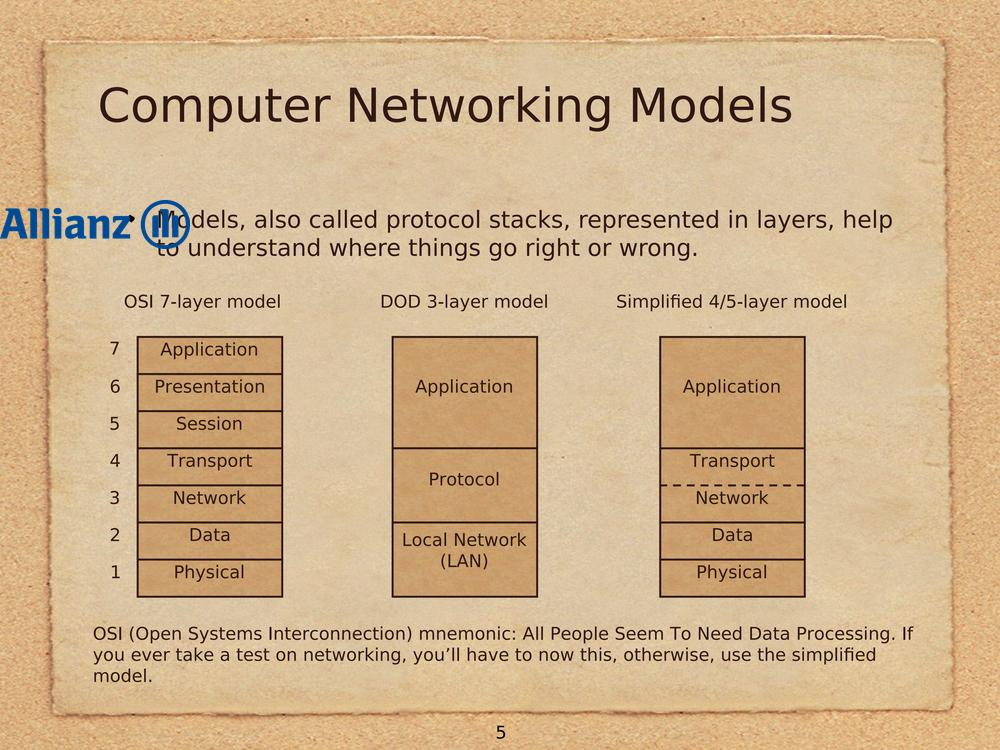 Computer Networking Models
Allianz
• Models, also called protocol stacks, represented in layers, help
to understand where things go right or wrong.
OSI 7-layer model
DOD 3-layer model
Simplified 4/5-layer model
7 Application
6 Presentation
5 Session
4 Transport
3 Network
2 Data
1 Physical
Application
Protocol
Local Network
(LAN)
Application
Transport
Network
Data
Physical
OSI (Open Systems Interconnection) mnemonic: All People Seem To Need Data Processing. If
you ever take a test on networking, you’ll have to now this, otherwise, use the simplified
model.
5